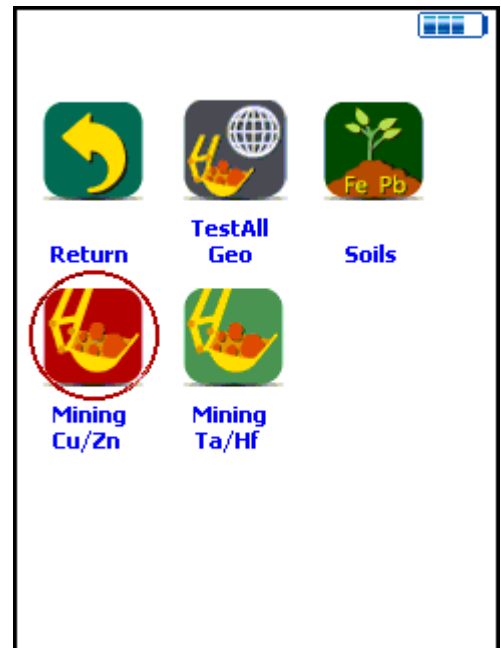 Fe Pb
Return
TestAll
Geo
Soils
Mining
Cu/Zn
Mining
Ta/Hf